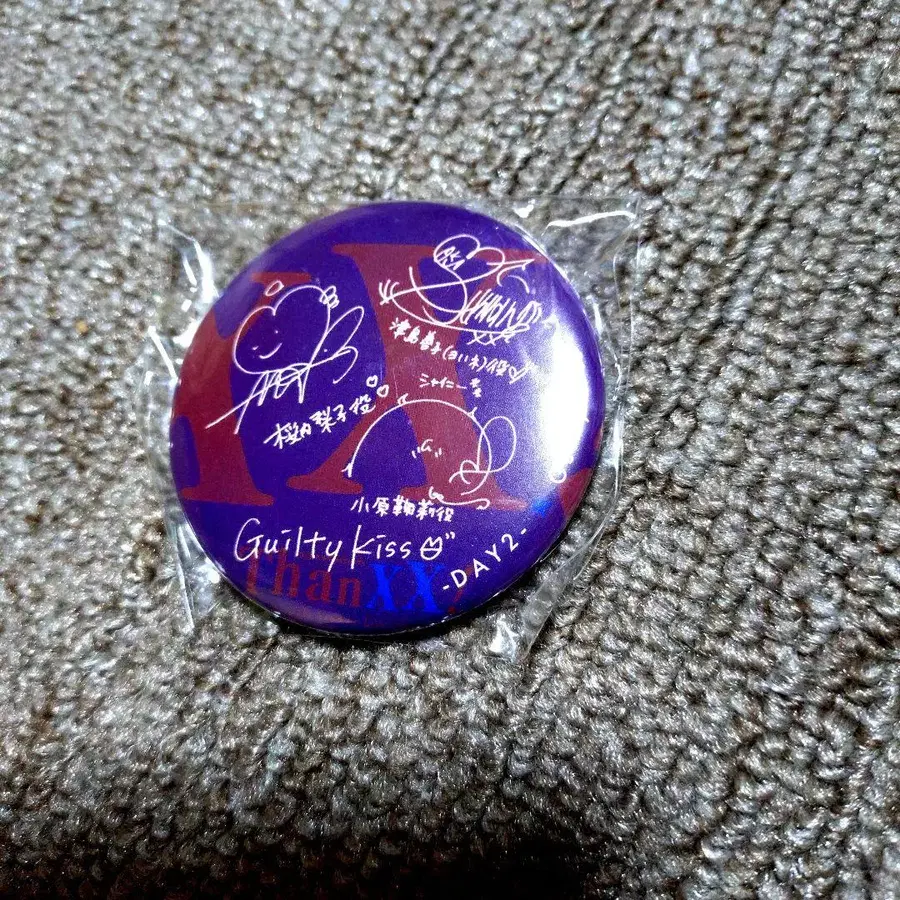 桜内梨子役
津島善子(ヨハネ)役
シャイニー
小原鞠莉役
Guilty Kiss
-DAY2-
ThanXX!